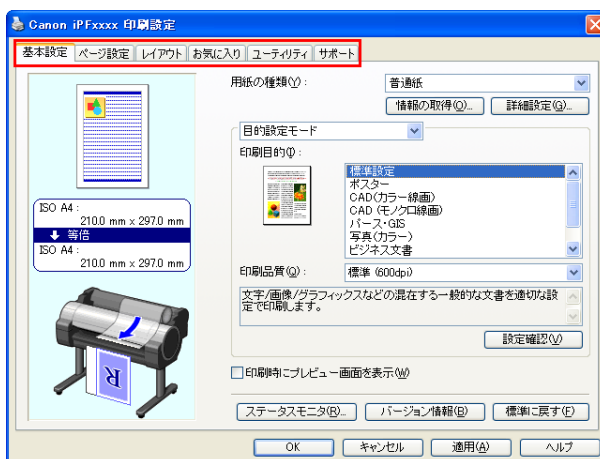 Canon iPFxxxx 印刷設定
基本設定 ページ設定 レイアウト お気に入り ユーティリティ サポート
用紙の種類(Y): 普通紙
情報の取得(Q)... 詳細設定(G)...
目的設定モード
印刷目的(I):
標準設定
ポスター
CAD(カラー線画)
CAD (モノクロ線画)
パース・GIS
写真(カラー)
ビジネス文書
ISO A4 :
210.0 mm x 297.0 mm
等倍
ISO A4 :
210.0 mm x 297.0 mm
印刷品質(Q): 標準 (600dpi)
文字/画像/グラフィックスなどの混在する一般的な文書を適切な設
定で印刷します。
設定確認(V)
R
印刷時にプレビュー画面を表示(W)
ステータスモニタ(R)... バージョン情報(B) 標準に戻す(F)
OK キャンセル 適用(A) ヘルプ